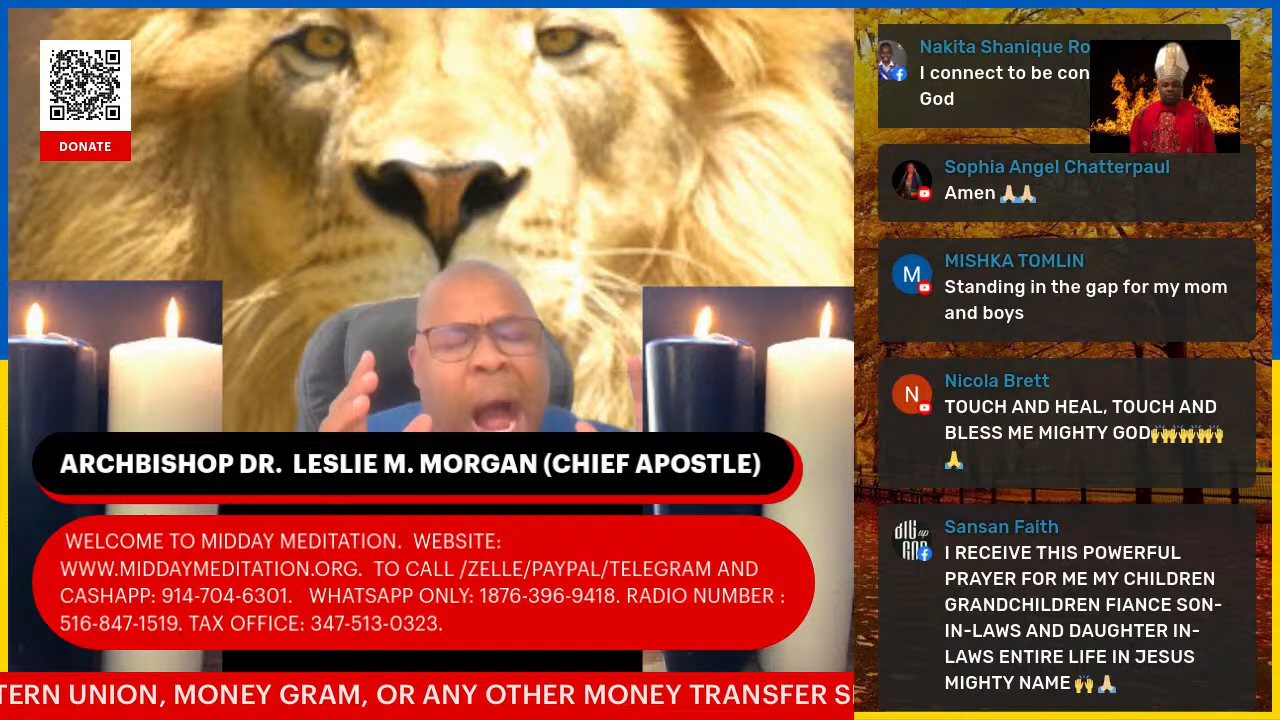 DONATE
ARCHBISHOP DR. LESLIE M. MORGAN (CHIEF APOSTLE)
WELCOME TO MIDDAY MEDITATION. WEBSITE:
WWW.MIDDAYMEDITATION.ORG. TO CALL /ZELLE/PAYPAL/TELEGRAM AND
CASHAPP: 914-704-6301. WHATSAPP ONLY: 1876-396-9418. RADIO NUMBER :
516-847-1519. TAX OFFICE: 347-513-0323.
TERN UNION, MONEY GRAM, OR ANY OTHER MONEY TRANSFER S
Nakita Shanique Ro
I connect to be con
God
Sophia Angel Chatterpaul
Amen 🙏🏼🙏🏼
M
MISHKA TOMLIN
Standing in the gap for my mom
and boys
N
Nicola Brett
TOUCH AND HEAL, TOUCH AND
BLESS ME MIGHTY GOD🙌🙌🙌🙌
🙏
Sansan Faith
I RECEIVE THIS POWERFUL
PRAYER FOR ME MY CHILDREN
GRANDCHILDREN FIANCE SON-
IN-LAWS AND DAUGHTER IN-
LAWS ENTIRE LIFE IN JESUS
MIGHTY NAME 🙌 🙏🏼